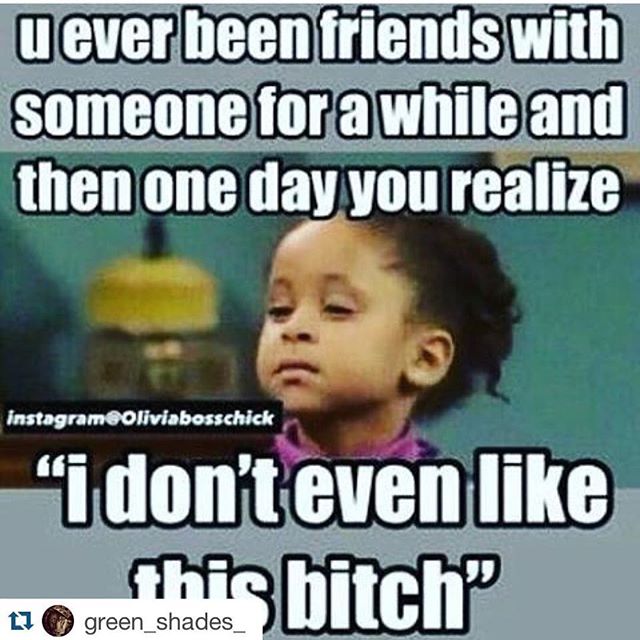 u ever been friends with
someone for a while and
then one day you realize
instagram@Oliviabosschick
“i don’t even like
this bitch”
green_shades_